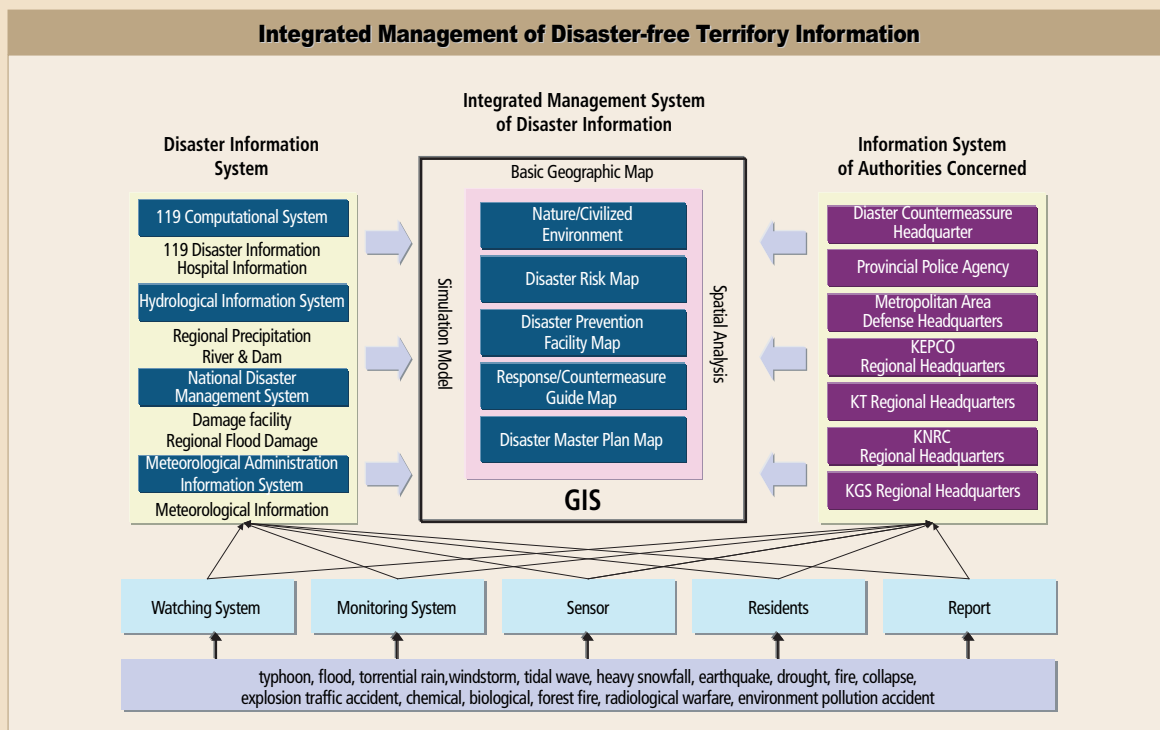 Integrated Management of Disaster-free Terrifory Information
Integrated Management System
of Disaster Information
Disaster Information
System
Information System
of Authorities Concerned
119 Computational System
119 Disaster Information
Hospital Information
Hydrological Information System
Regional Precipitation
River & Dam
National Disaster
Management System
Damage facility
Regional Flood Damage
Meteorological Administration
Information System
Meteorological Information
Basic Geographic Map
Simulation Model
Nature/Civilized
Environment
Disaster Risk Map
Disaster Prevention
Facility Map
Response/Countermeasure
Guide Map
Disaster Master Plan Map
Spatial Analysis
GIS
Diaster Countermeassure
Headquarter
Provincial Police Agency
Metropolitan Area
Defense Headquarters
KEPCO
Regional Headquarters
KT Regional Headquarters
KNRC
Regional Headquarters
KGS Regional Headquarters
Watching System
Monitoring System
Sensor
Residents
Report
typhoon, flood, torrential rain,windstorm, tidal wave, heavy snowfall, earthquake, drought, fire, collapse,
explosion traffic accident, chemical, biological, forest fire, radiological warfare, environment pollution accident